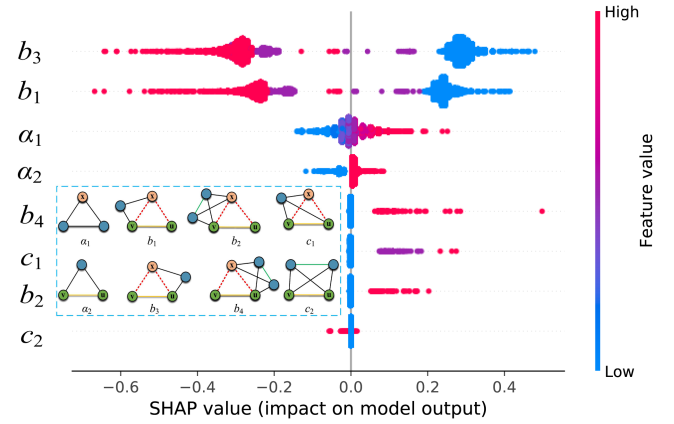 High
b₃
b₁
α₁
α₂
b₄
c₁
b₂
c₂
x
x
v u
x
v u
x
v u
a₁ b₁ b₂ c₁
v u
x
v u
x
v u
v u
a₂ b₃ b₄ c₂
Feature value
Low
−0.6 −0.4 −0.2 0.0 0.2 0.4
SHAP value (impact on model output)